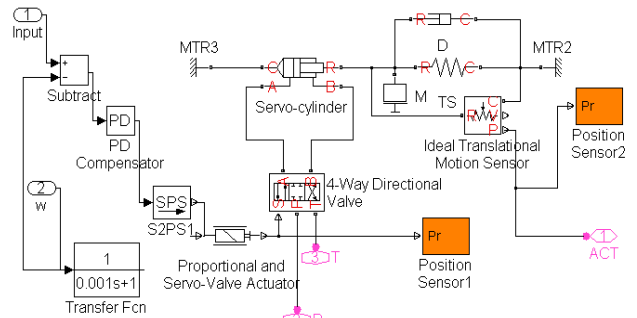 1
Input
Subtract
PD
PD
Compensator
2
w
1
0.001s+1
Transfer Fcn
SPS
S2PS1
Proportional and
Servo-Valve Actuator
MTR3
C
R
A
B
Servo-cylinder
S
A
B
P
T
4-Way Directional
Valve
3
T
P
R
C
D
R
C
M
MTR2
TS
C
R
V
P
Ideal Translational
Motion Sensor
Pr
Position
Sensor1
Pr
Position
Sensor2
1
ACT